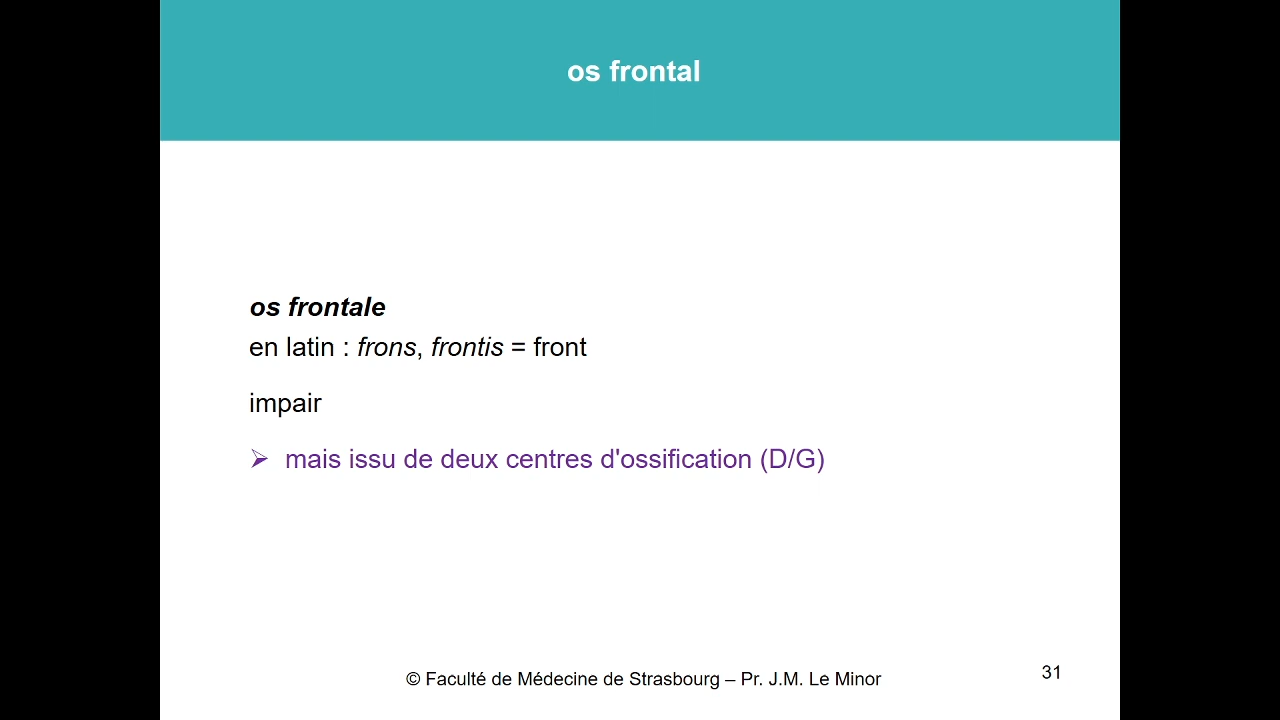 os frontal
os frontale
en latin : frons, frontis = front
impair
➢ mais issu de deux centres d'ossification (D/G)
© Faculté de Médecine de Strasbourg – Pr. J.M. Le Minor
31